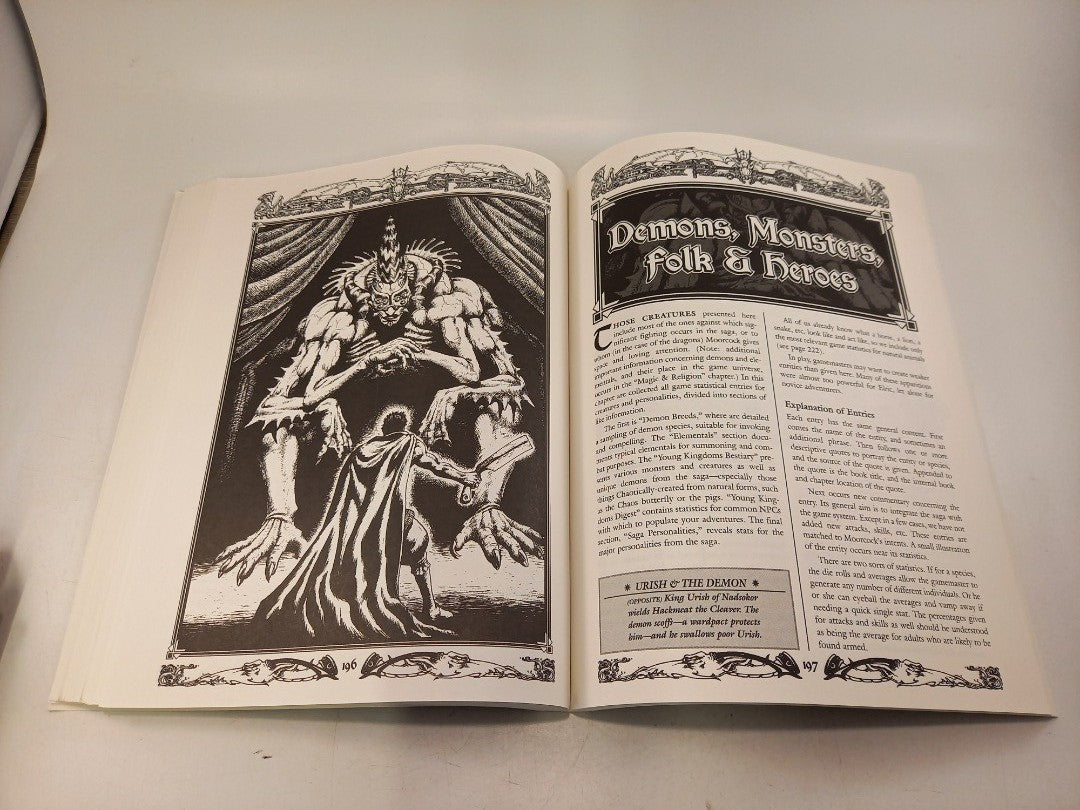 196
Demons, Monsters,
Folk & Heroes
THOSE CREATURES presented here
include most of the ones against which sig-
nificant fighting occurs in the saga, or to
whom (in the case of the dragons) Moorcock gives
space and loving attention. (Note: additional
important information concerning demons and ele-
mentals, and their place in the game universe,
occurs in the "Magic & Religion" chapter.) In this
chapter are collected all game statistical entries for
creatures and personalities, divided into sections of
like information.
The first is "Demon Breeds," where are detailed
a sampling of demon species, suitable for invoking
and compelling. The "Elementals" section docu-
ments typical elementals for summoning and com-
bat purposes. The "Young Kingdoms Bestiary" pre-
sents various monsters and creatures as well as
unique demons from the saga—especially those
things Chaotically-created from natural forms, such
as the Chaos butterfly or the pigs. "Young King-
doms Digest" contains statistics for common NPCs
with which to populate your adventures. The final
section, "Saga Personalities," reveals stats for the
major personalities from the saga.
URISH & THE DEMON
(OPPOSITE) King Urish of Nadsokor
wields Hackmeat the Cleaver. The
demon scoffs—a wardpact protects
him—and he swallows poor Urish.
All of us already know what a horse, a lion, a
snake, etc. look like and act like, so we include only
the most relevant game statistics for natural animals
(see page 222).
In play, gamemasters may want to create weaker
entities than given here. Many of these apparitions
were almost too powerful for Elric, let alone for
novice adventurers.
Explanation of Entries
Each entry has the same general content. First
comes the name of the entity, and sometimes an
additional phrase. Then follows one or more
descriptive quotes to portray the entity or species,
and the source of the quote is given. Appended to
the quote is the book title, and the internal book
and chapter location of the quote.
Next occurs new commentary concerning the
entry. Its general aim is to integrate the saga with
the game system. Except in a few cases, we have not
added new attacks, skills, etc. These entries are
matched to Moorcock's intents. A small illustration
of the entity occurs near its statistics.
There are two sorts of statistics. If for a species,
the die rolls and averages allow the gamemaster to
generate any number of different individuals. Or he
or she can eyeball the averages and vamp away if
needing a quick single stat. The percentages given
for attacks and skills as well should be understood
as being the average for adults who are likely to be
found armed.
197